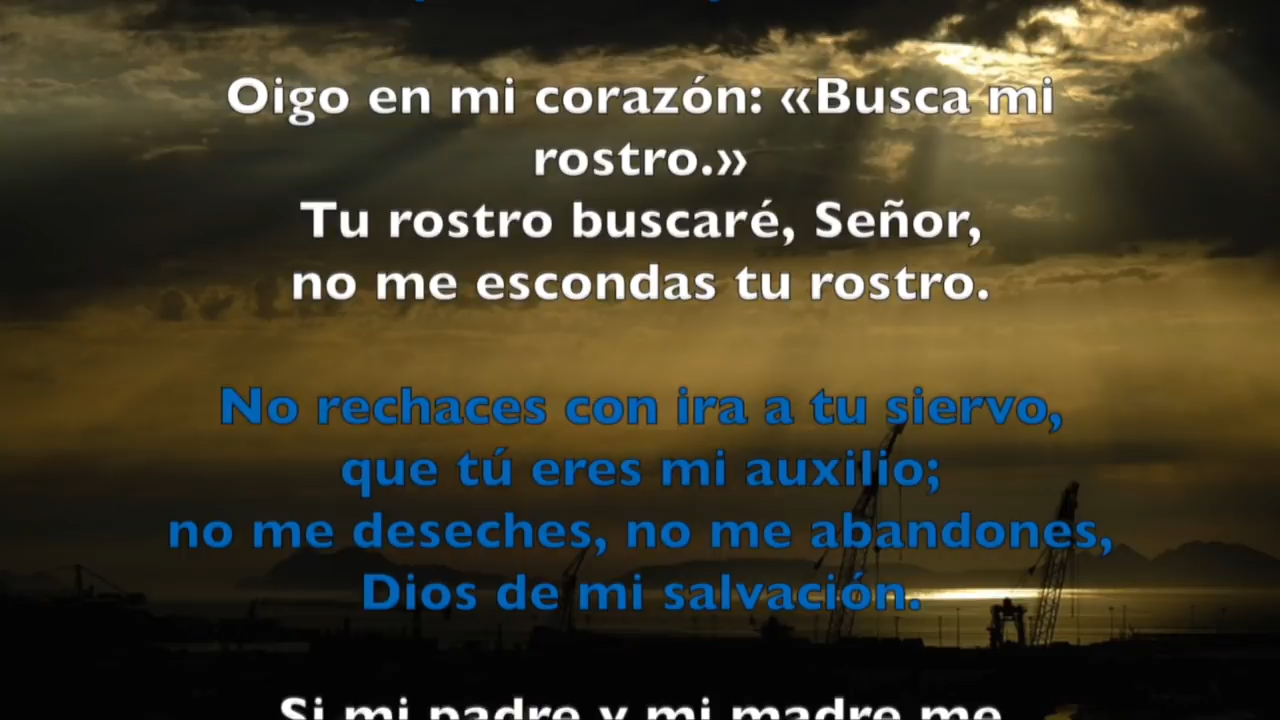 Oigo en mi corazón: «Busca mi
rostro.»
Tu rostro buscaré, Señor,
no me escondas tu rostro.
No rechaces con ira a tu siervo,
que tú eres mi auxilio;
no me deseches, no me abandones,
Dios de mi salvación.
Si mi padre y mi madre me